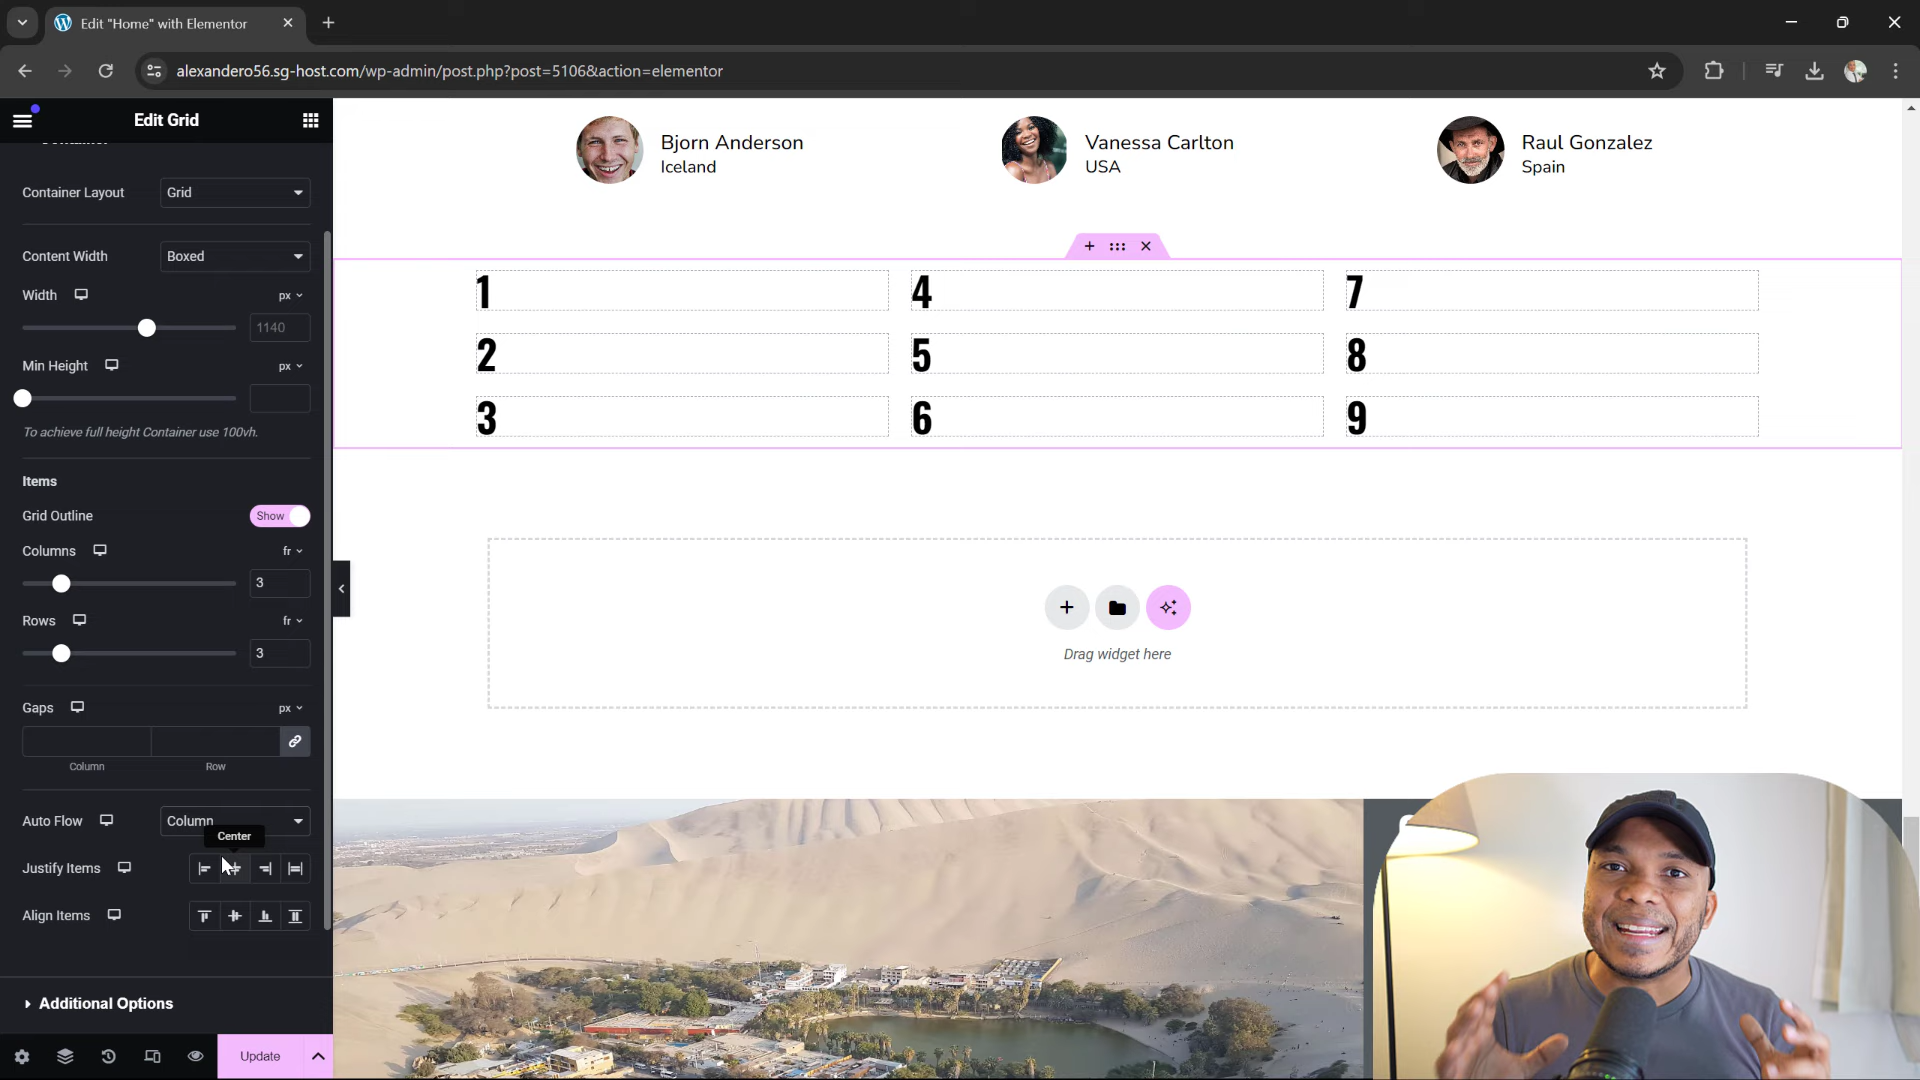 Edit "Home" with Elementor
alexandero56.sg-host.com/wp-admin/post.php?post=5106&action=elementor
Edit Grid
Container Layout Grid
Content Width Boxed
Width px
1140
Min Height px
To achieve full height Container use 100vh.
Items
Grid Outline Show
Columns fr
3
Rows fr
3
Gaps px
Column Row
Auto Flow Column
Center
Justify Items
Align Items
Additional Options
Update
Bjorn Anderson
Iceland
Vanessa Carlton
USA
Raul Gonzalez
Spain
1 4 7
2 5 8
3 6 9
Drag widget here